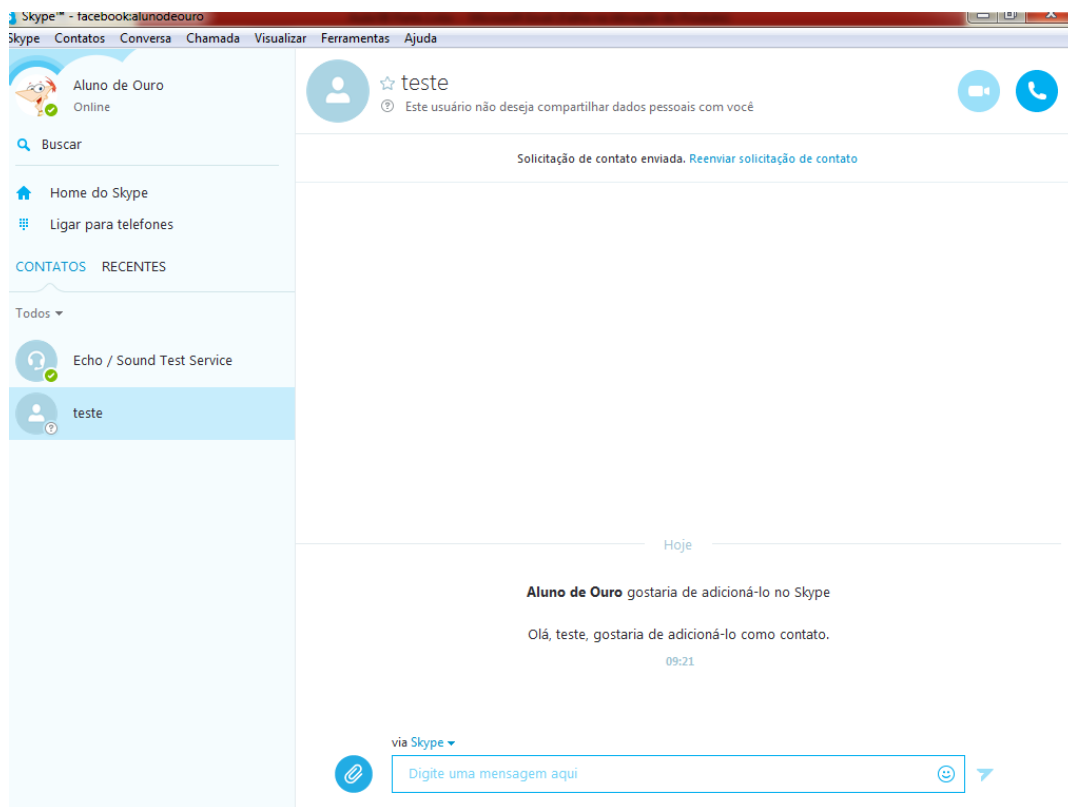 Skype™ - facebook:alunodeouro
Skype Contatos Conversa Chamada Visualizar Ferramentas Ajuda
Aluno de Ouro
Online
Buscar
Home do Skype
Ligar para telefones
CONTATOS RECENTES
Todos
Echo / Sound Test Service
teste
teste
Este usuário não deseja compartilhar dados pessoais com você
Solicitação de contato enviada. Reenviar solicitação de contato
Hoje
Aluno de Ouro gostaria de adicioná-lo no Skype
Olá, teste, gostaria de adicioná-lo como contato.
09:21
via Skype
Digite uma mensagem aqui